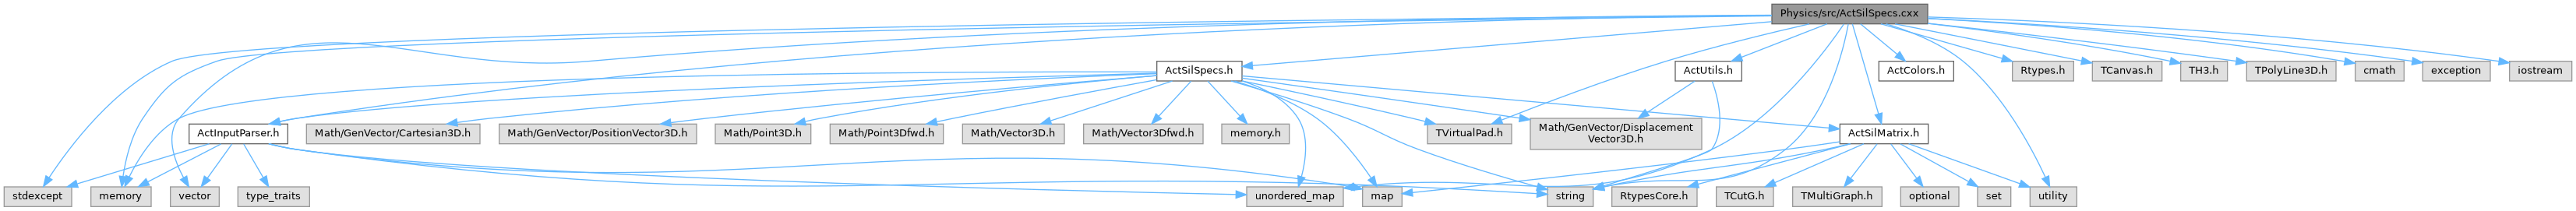 Physics/src/ActSilSpecs.cxx
ActSilSpecs.h
ActUtils.h
ActColors.h
Rtypes.h
TCanvas.h
TH3.h
TPolyLine3D.h
cmath
exception
iostream
ActInputParser.h
Math/GenVector/Cartesian3D.h
Math/GenVector/PositionVector3D.h
Math/Point3D.h
Math/Point3Dfwd.h
Math/Vector3D.h
Math/Vector3Dfwd.h
memory.h
TVirtualPad.h
Math/GenVector/Displacement
Vector3D.h
ActSilMatrix.h
stdexcept
memory
vector
type_traits
unordered_map
map
string
RtypesCore.h
TCutG.h
TMultiGraph.h
optional
set
utility